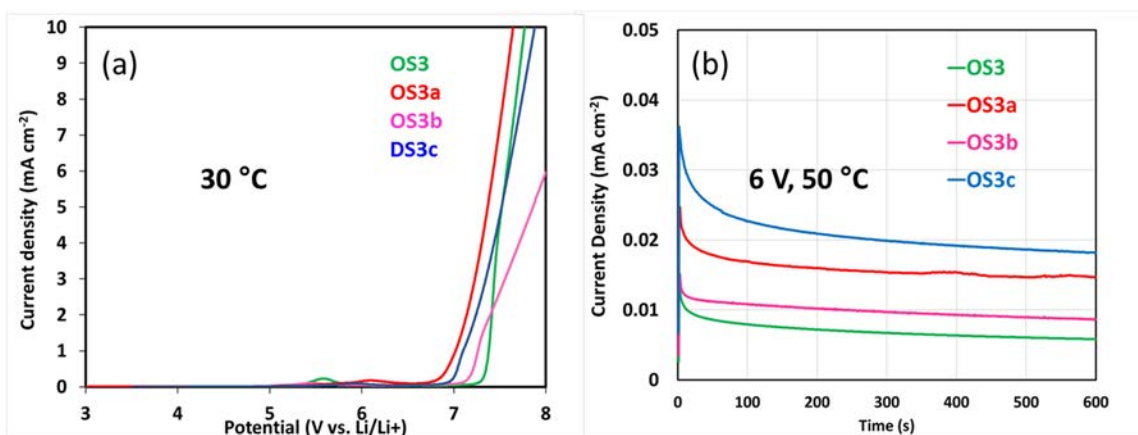 (a)
OS3
OS3a
OS3b
DS3c
30 °C
Current density (mA cm-2)
10
9
8
7
6
5
4
3
2
1
0
3 4 5 6 7 8
Potential (V vs. Li/Li+)
(b)
OS3
OS3a
OS3b
OS3c
6 V, 50 °C
Current Density (mA cm-2)
0.05
0.04
0.03
0.02
0.01
0
0 100 200 300 400 500 600
Time (s)